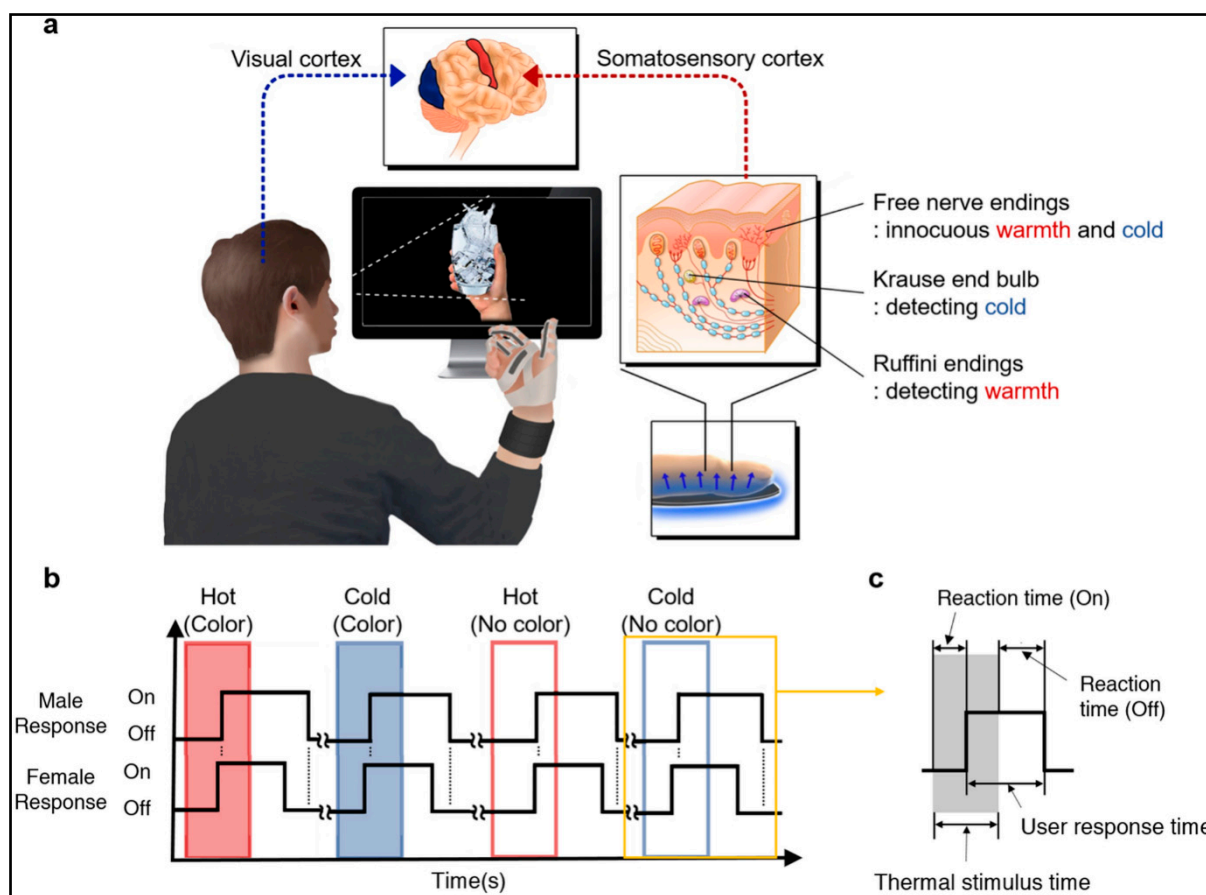 a
Visual cortex
Somatosensory cortex
Free nerve endings
: innocuous warmth and cold
Krause end bulb
: detecting cold
Ruffini endings
: detecting warmth
b
Hot
(Color)
Cold
(Color)
Hot
(No color)
Cold
(No color)
Male
Response
On
Off
Female
Response
On
Off
Time(s)
c
Reaction time (On)
Reaction
time (Off)
User response time
Thermal stimulus time